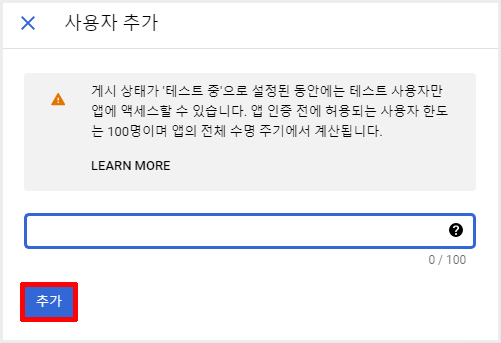 사용자 추가
게시 상태가 '테스트 중'으로 설정된 동안에는 테스트 사용자만
앱에 액세스할 수 있습니다. 앱 인증 전에 허용되는 사용자 한도
는 100명이며 앱의 전체 수명 주기에서 계산됩니다.
LEARN MORE
0 / 100
추가